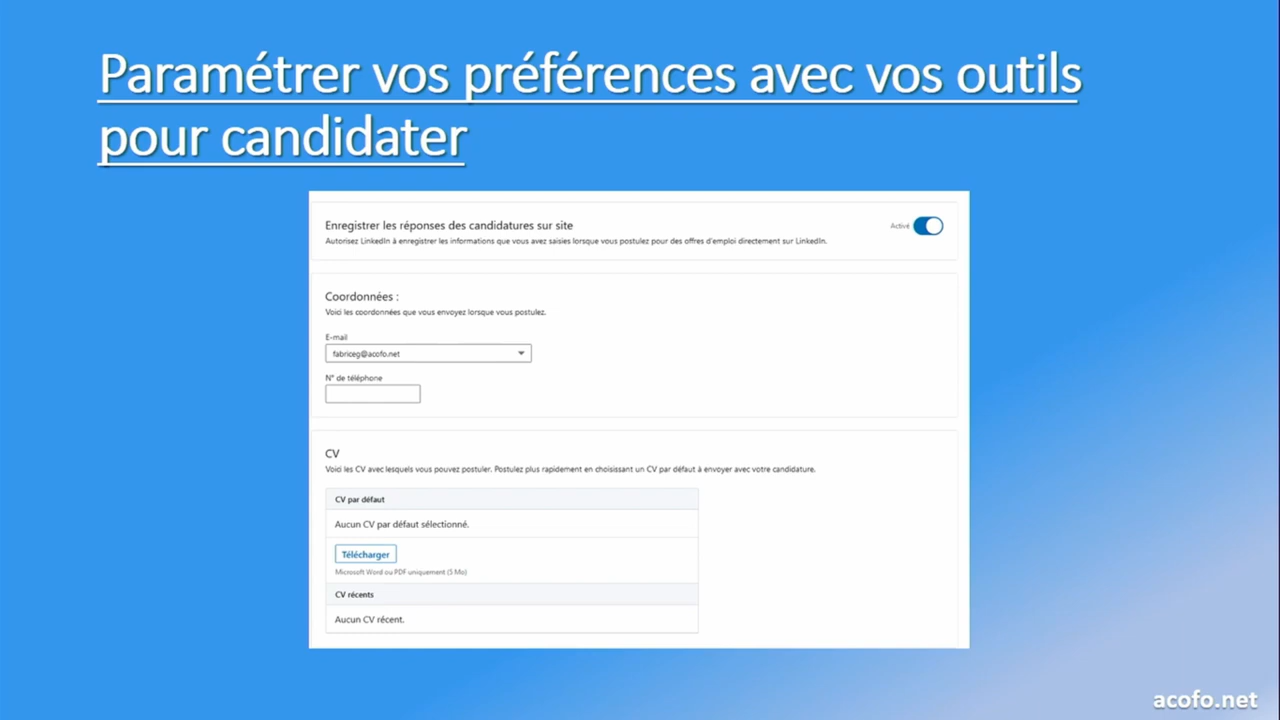 Paramétrer vos préférences avec vos outils
pour candidater
Enregistrer les réponses des candidatures sur site
Activé
Autorisez LinkedIn à enregistrer les informations que vous avez saisies lorsque vous postulez pour des offres d'emploi directement sur LinkedIn.
Coordonnées :
Voici les coordonnées que vous envoyez lorsque vous postulez.
E-mail
fabriceg@acofo.net
N° de téléphone
CV
Voici les CV avec lesquels vous pouvez postuler. Postulez plus rapidement en choisissant un CV par défaut à envoyer avec votre candidature.
CV par défaut
Aucun CV par défaut sélectionné.
Télécharger
Microsoft Word ou PDF uniquement (5 Mo)
CV récents
Aucun CV récent.
acofo.net